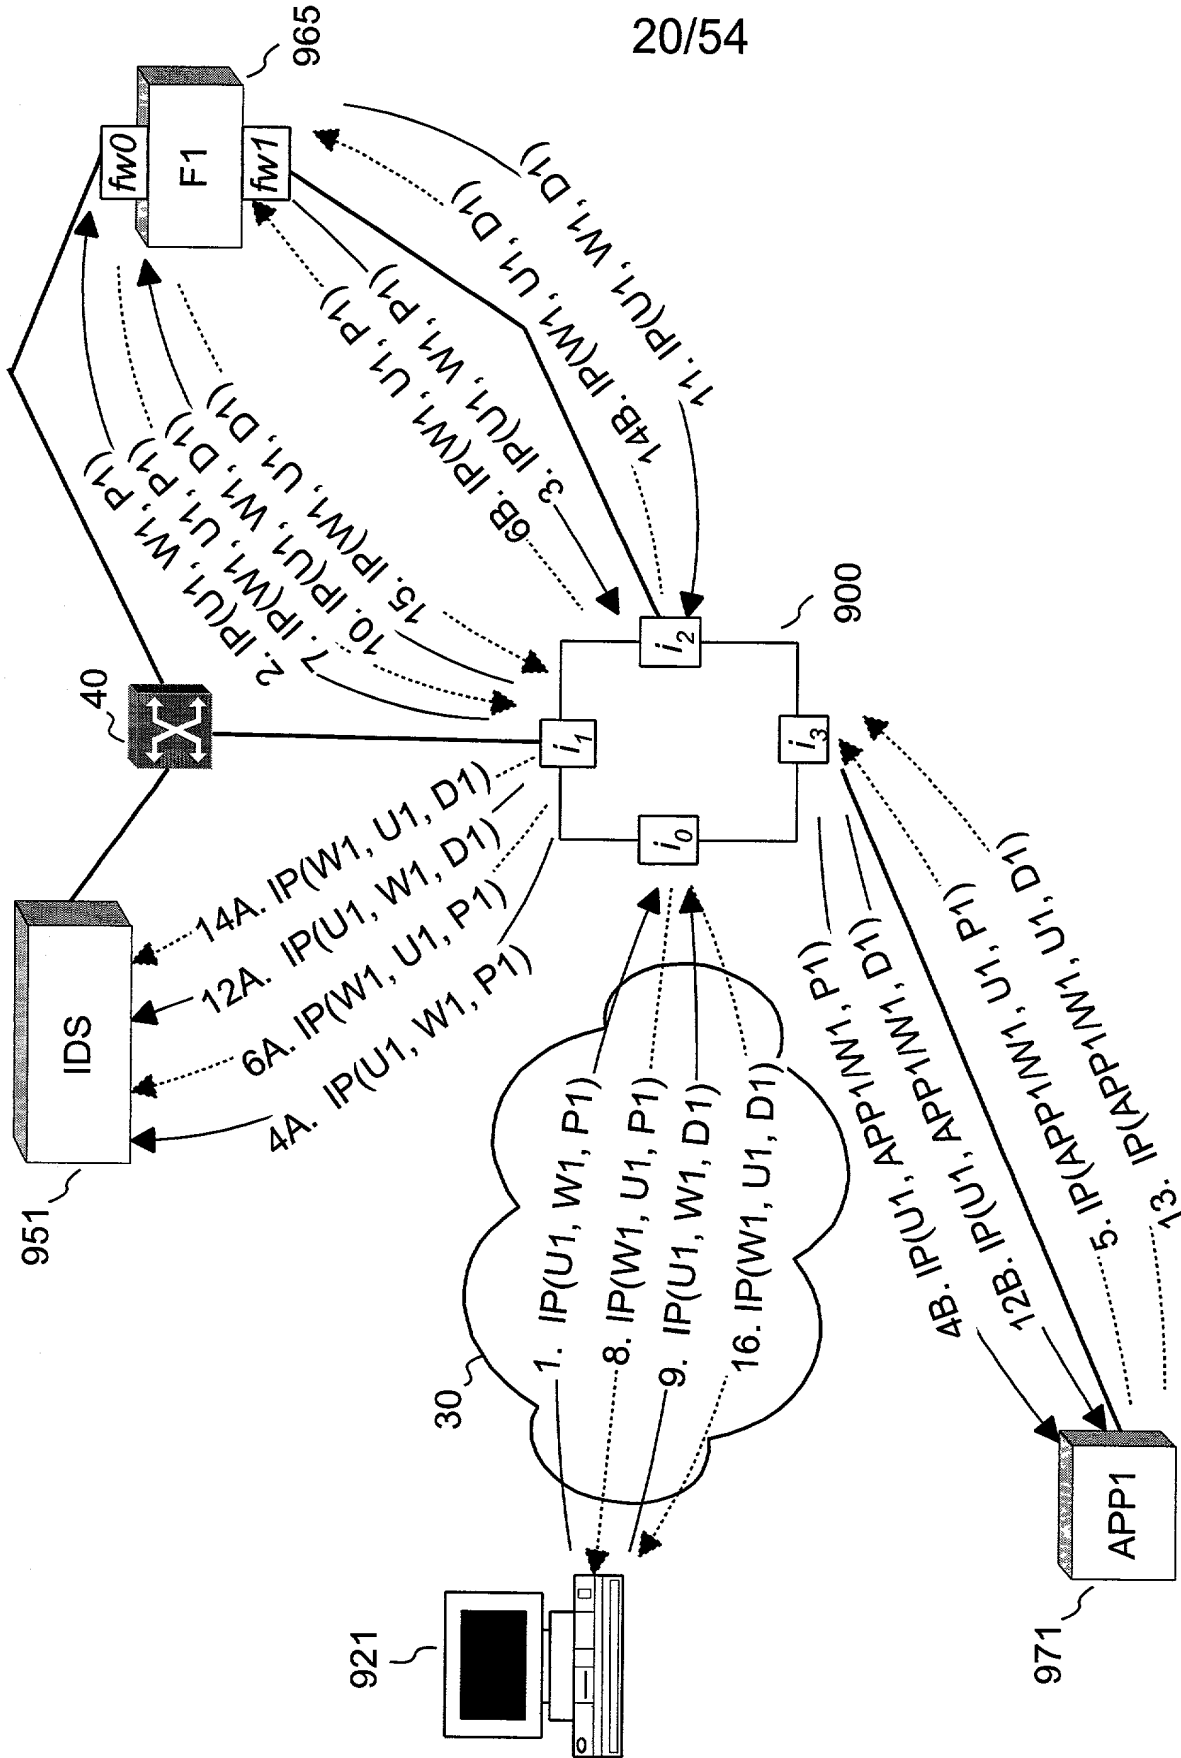 20/54
965
fw0
F1
fw1
2. IP(U1, W1, P1)
7. IP(W1, U1, P1)
10. IP(U1, W1, D1)
15. IP(W1, U1, D1)
6B. IP(W1, U1, P1)
3. IP(U1, W1, P1)
14B. IP(W1, U1, D1)
11. IP(U1, W1, D1)
40
900
i1
i2
i0
i3
IDS
951
14A. IP(W1, U1, D1)
12A. IP(U1, W1, D1)
6A. IP(W1, U1, P1)
4A. IP(U1, W1, P1)
30
1. IP(U1, W1, P1)
8. IP(W1, U1, P1)
9. IP(U1, W1, D1)
16. IP(W1, U1, D1)
4B. IP(U1, APP1/W1, P1)
12B. IP(U1, APP1/W1, D1)
5. IP(APP1/W1, U1, P1)
13. IP(APP1/W1, U1, D1)
921
APP1
971